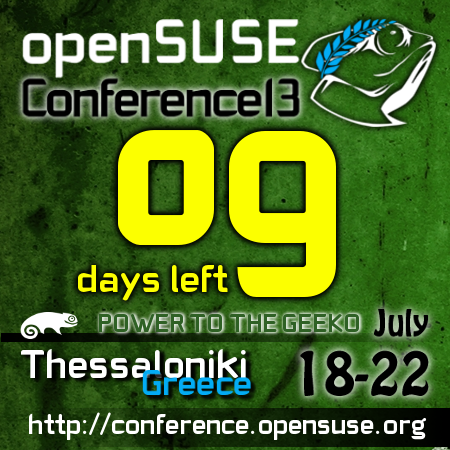 openSUSE
Conference13
09
days left
POWER TO THE GEEKO
July
Thessaloniki
Greece
18-22
http://conference.opensuse.org